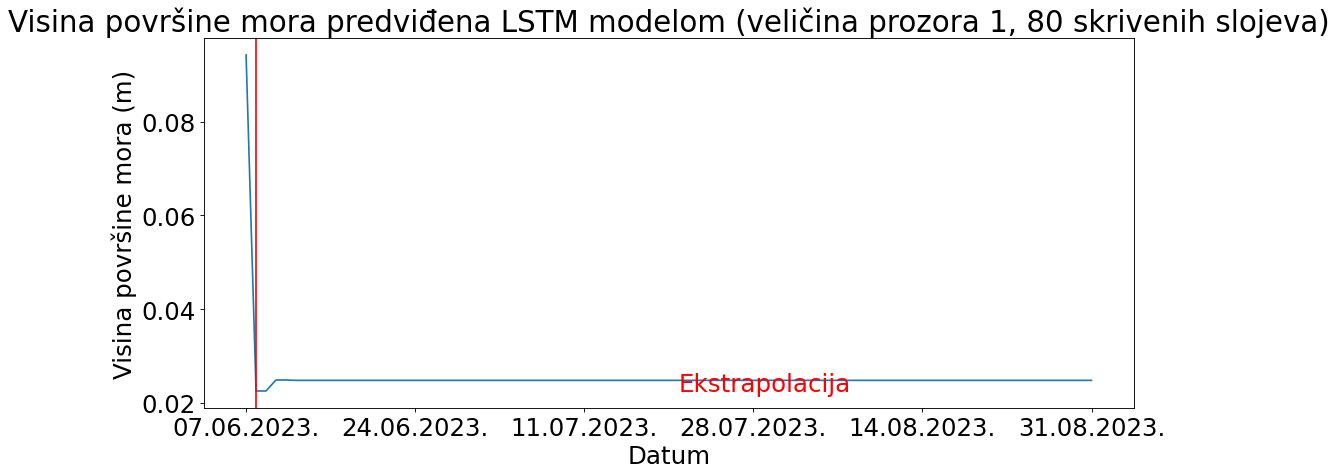 Visina površine mora predviđena LSTM modelom (veličina prozora 1, 80 skrivenih slojeva)
Visina površine mora (m)
0.08
0.06
0.04
0.02
Ekstrapolacija
07.06.2023. 24.06.2023. 11.07.2023. 28.07.2023. 14.08.2023. 31.08.2023.
Datum